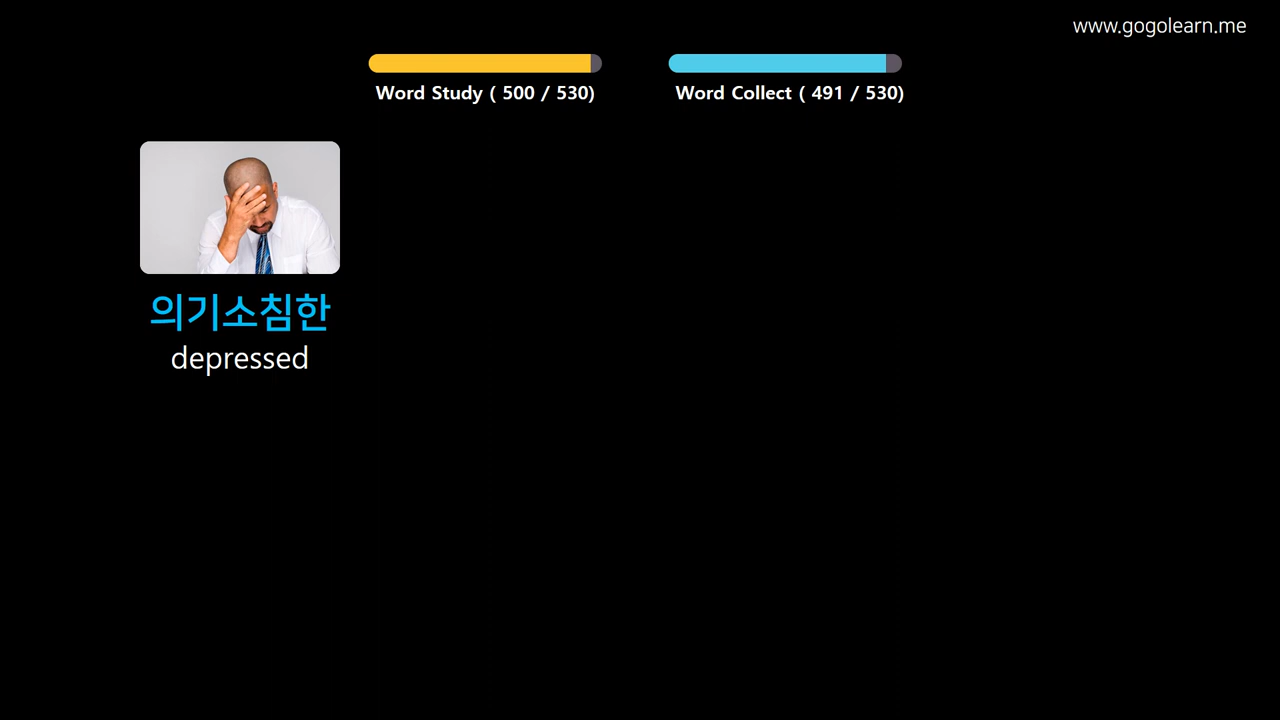 www.gogolearn.me
Word Study ( 500 / 530)
Word Collect ( 491 / 530)
의기소침한
depressed